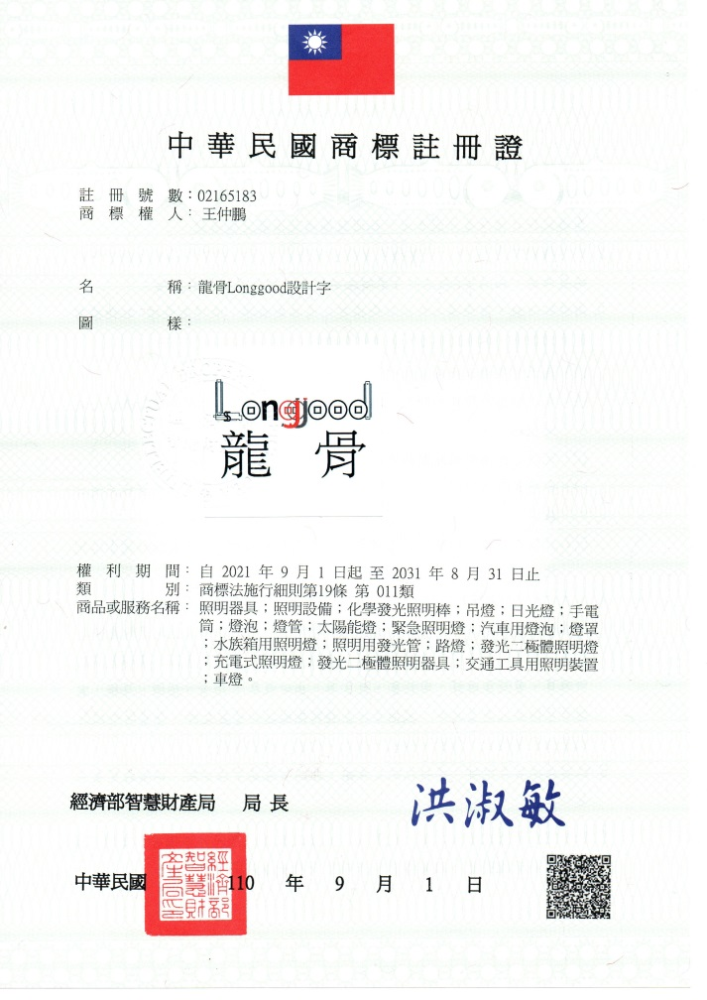 中華民國商標註冊證
註冊號數：02165183
商標權人：王仲鵬
名稱：龍骨Longgood設計字
圖樣：
Longgood
龍骨
權利期間：自 2021 年 9 月 1 日起 至 2031 年 8 月 31 日止
類別：商標法施行細則第19條 第 011類
商品或服務名稱：照明器具；照明設備；化學發光照明棒；吊燈；日光燈；手電
筒；燈泡；燈管；太陽能燈；緊急照明燈；汽車用燈泡；燈罩
；水族箱用照明燈；照明用發光管；路燈；發光二極體照明燈
；充電式照明燈；發光二極體照明器具；交通工具用照明裝置
；車燈。
經濟部智慧財產局 局長
洪淑敏
中華民國 110 年 9 月 1 日
經濟部
智慧財
產局印